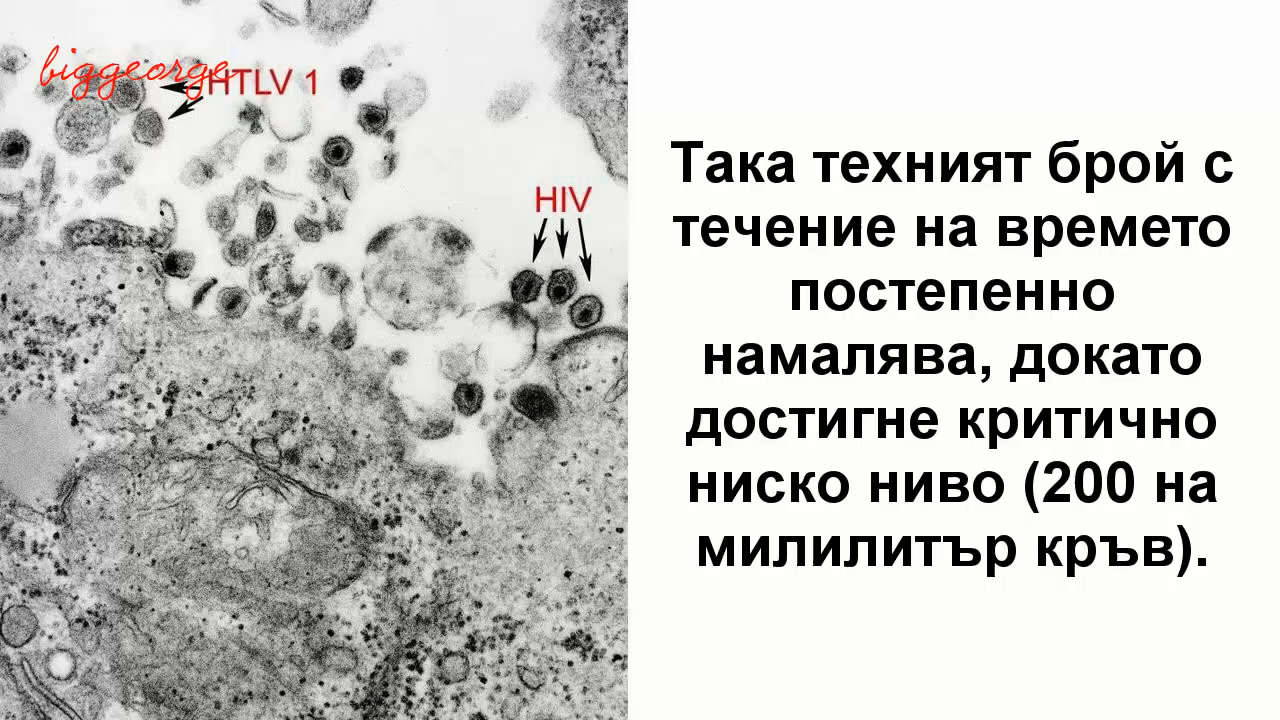 biggeorge
HTLV 1
HIV
Така техният брой с
течение на времето
постепенно
намалява, докато
достигне критично
ниско ниво (200 на
милилитър кръв).